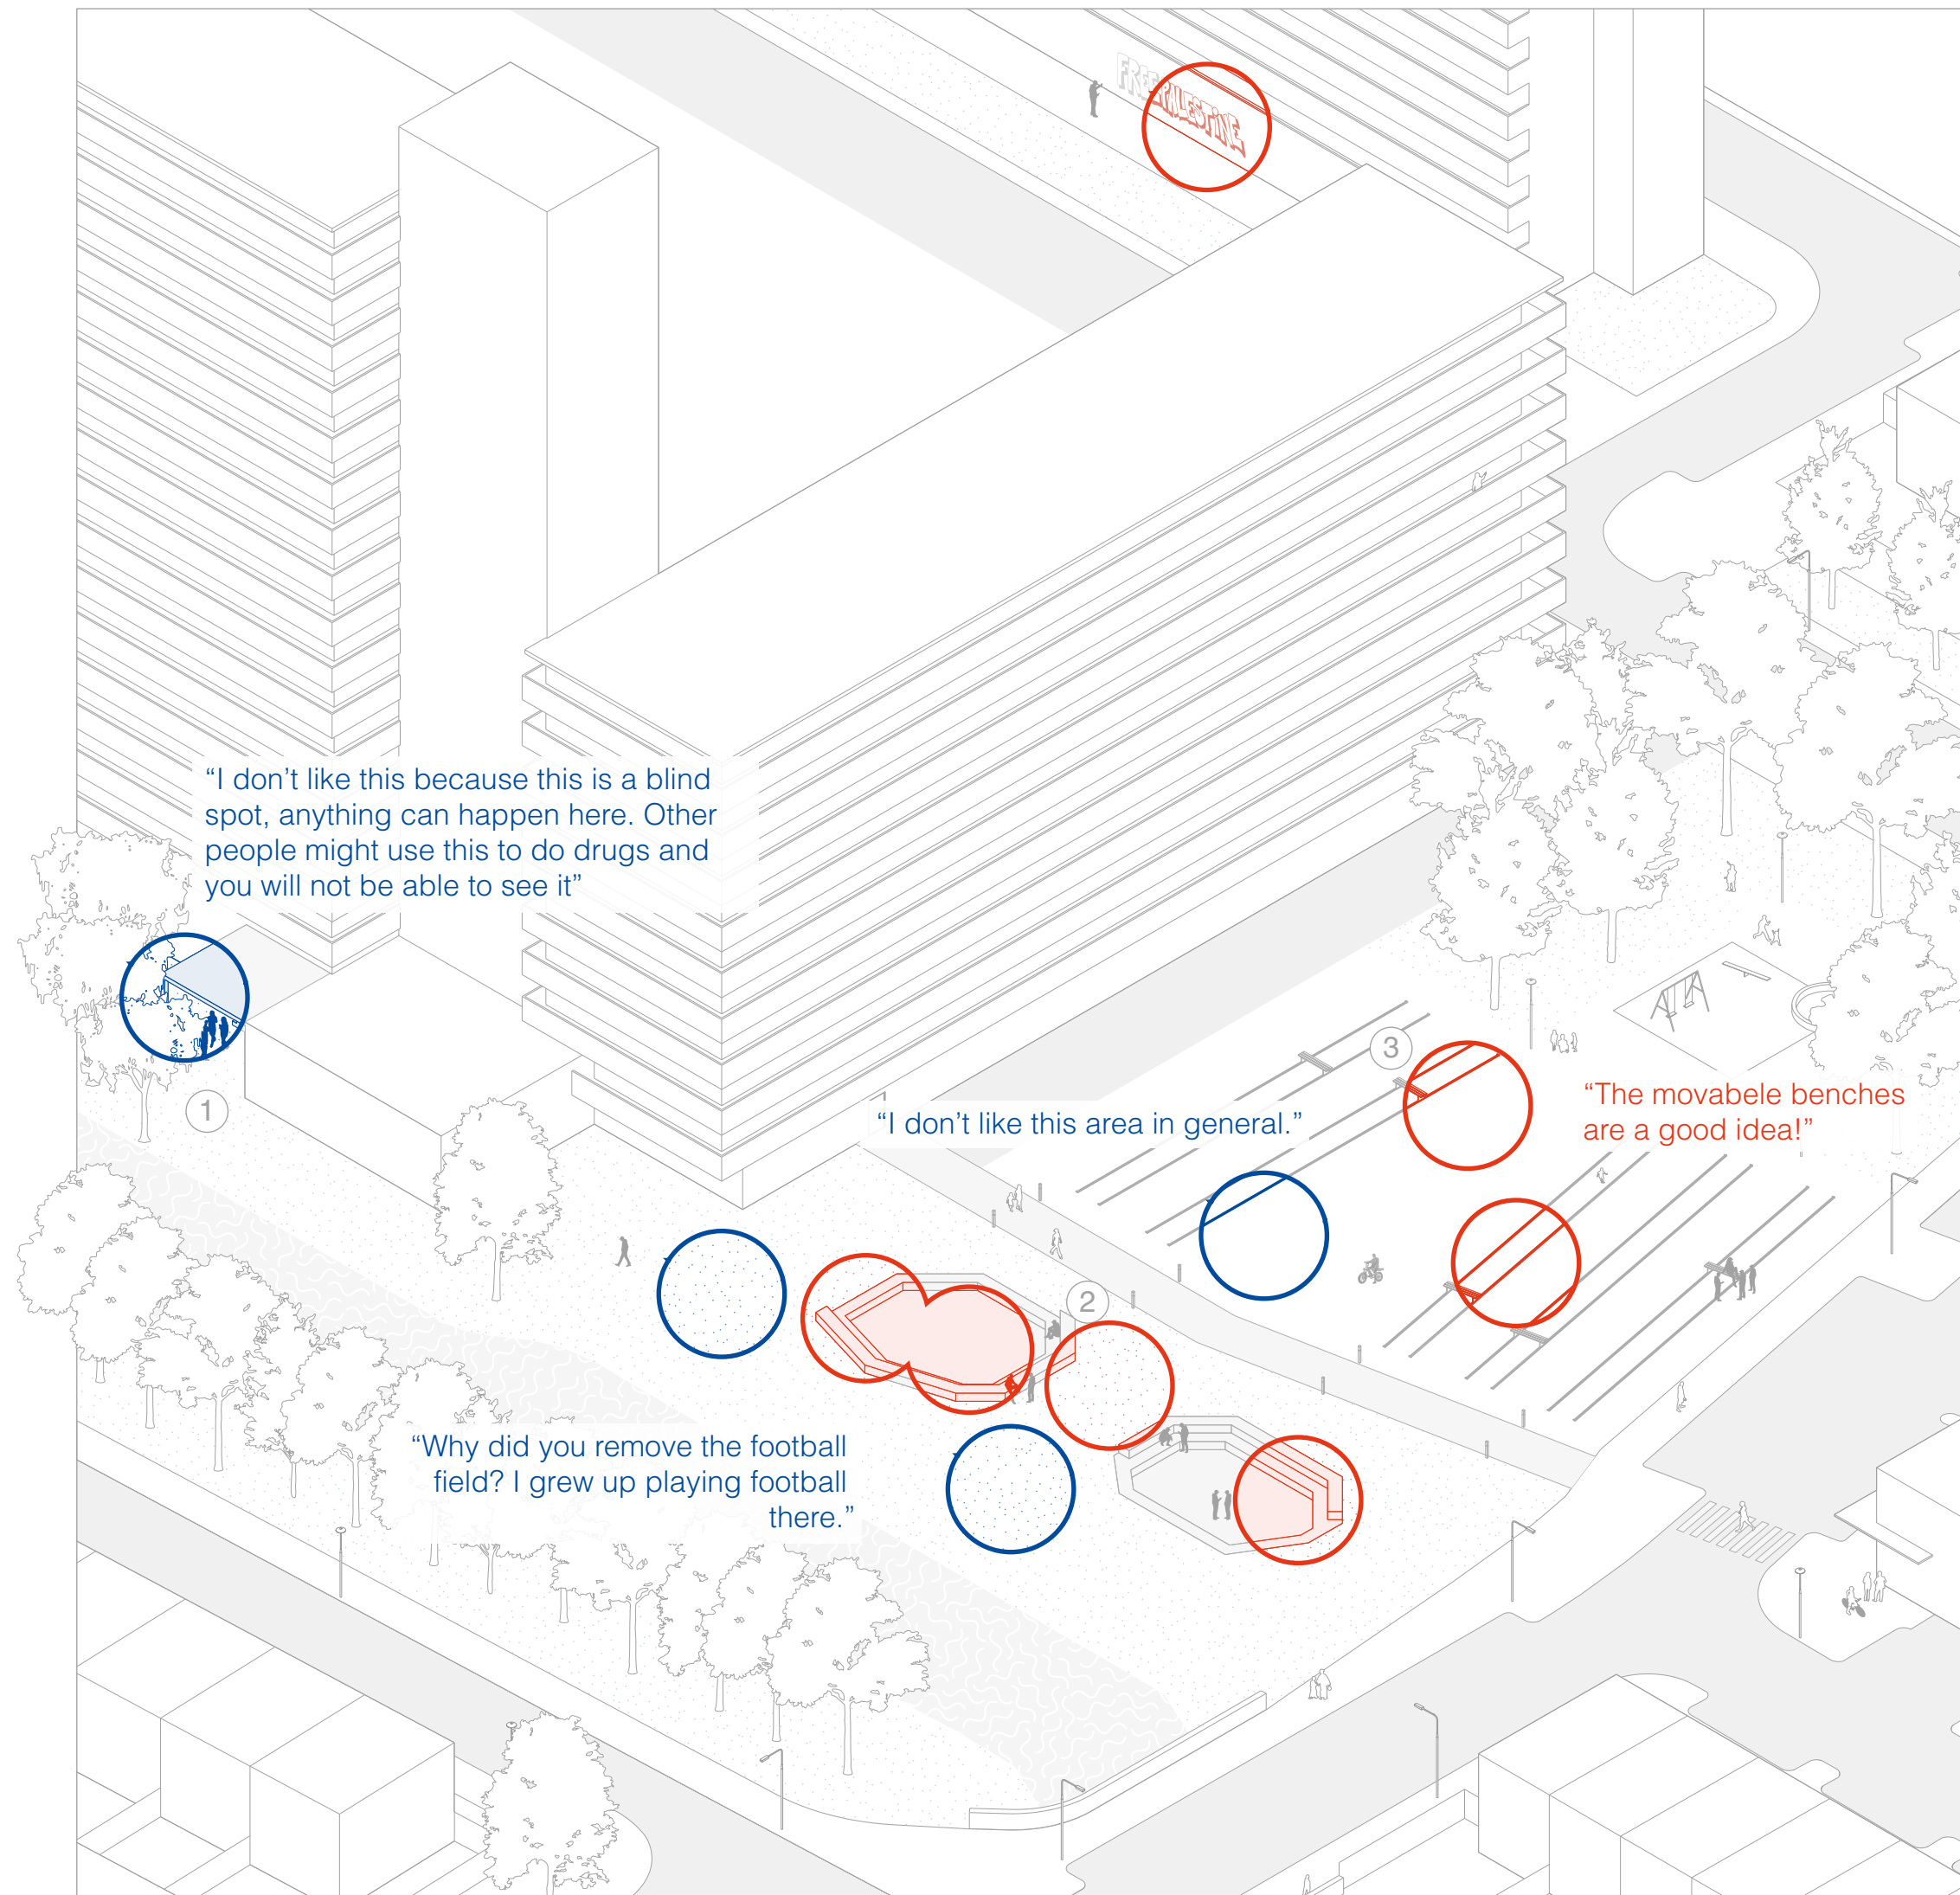 FREE PALESTINE
“I don’t like this because this is a blind
spot, anything can happen here. Other
people might use this to do drugs and
you will not be able to see it”
1
3
“The movabele benches
are a good idea!”
“I don’t like this area in general.”
2
“Why did you remove the football
field? I grew up playing football
there.”